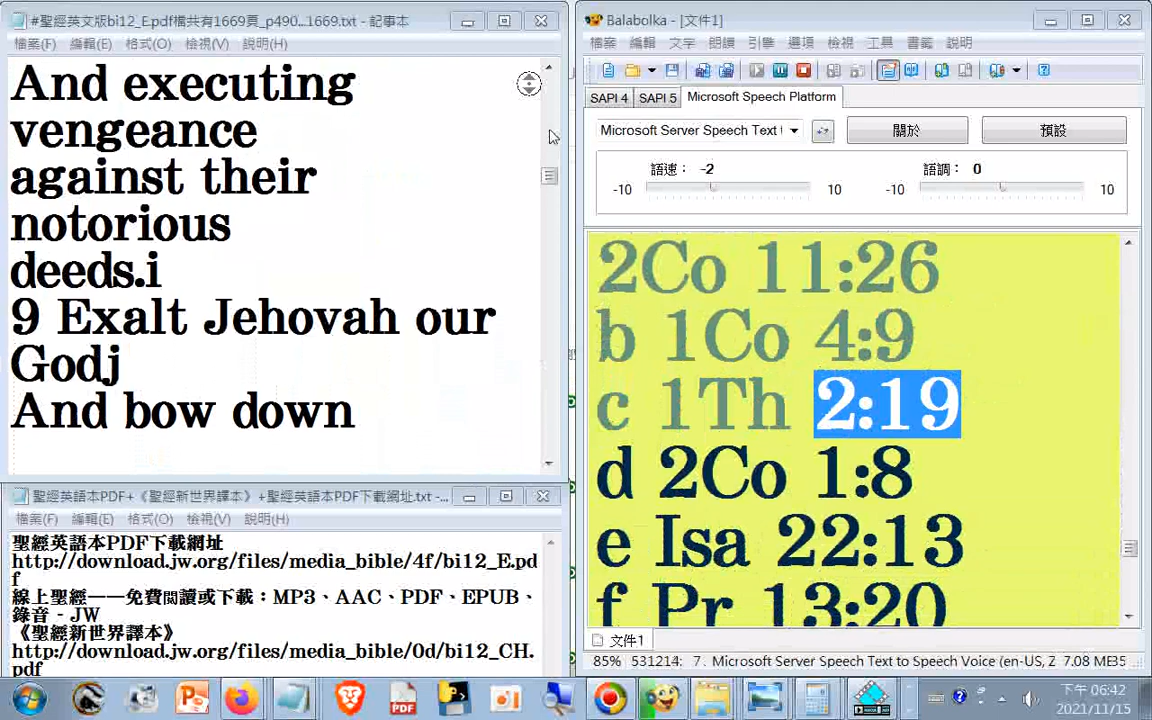 #聖經英文版bi12_E.pdf檔共有1669頁_p490...1669.txt - 記事本
檔案(F) 編輯(E) 格式(O) 檢視(V) 說明(H)
And executing
vengeance
against their
notorious
deeds.i
9 Exalt Jehovah our
Godj
And bow down
聖經英語本PDF+《聖經新世界譯本》+聖經英語本PDF下載網址.txt - ...
檔案(F) 編輯(E) 格式(O) 檢視(V) 說明(H)
聖經英語本PDF下載網址
http://download.jw.org/files/media_bible/4f/bi12_E.pd
f
線上聖經——免費閱讀或下載：MP3、AAC、PDF、EPUB、
錄音 - JW
《聖經新世界譯本》
http://download.jw.org/files/media_bible/0d/bi12_CH.
pdf
Balabolka - [文件1]
檔案 編輯 文字 朗讀 引擎 選項 檢視 工具 書籤 說明
SAPI 4 SAPI 5 Microsoft Speech Platform
Microsoft Server Speech Text 關於 預設
語速： -2 語調： 0
-10 10 -10 10
2Co 11:26
b 1Co 4:9
c 1Th 2:19
d 2Co 1:8
e Isa 22:13
f Pr 13:20
文件1
85% 531214: 7. Microsoft Server Speech Text to Speech Voice (en-US, Z 7.08 ME35
PDF
下午 06:42
2021/11/15